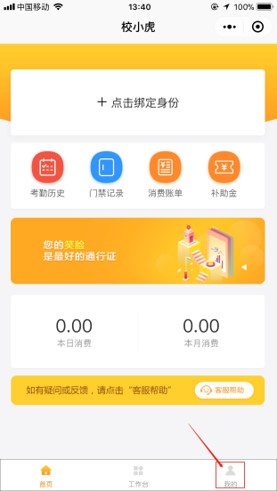 中国移动 13:40 100%
校小虎
+ 点击绑定身份
考勤历史 门禁记录 消费账单 补助金
您的笑脸
是最好的通行证
0.00 0.00
本日消费 本月消费
如有疑问或反馈，请点击“客服帮助” 客服帮助
首页 工作台 我的